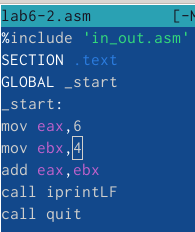 lab6-2.asm [-
%include 'in_out.asm'
SECTION .text
GLOBAL _start
_start:
mov eax,6
mov ebx,4
add eax,ebx
call iprintLF
call quit